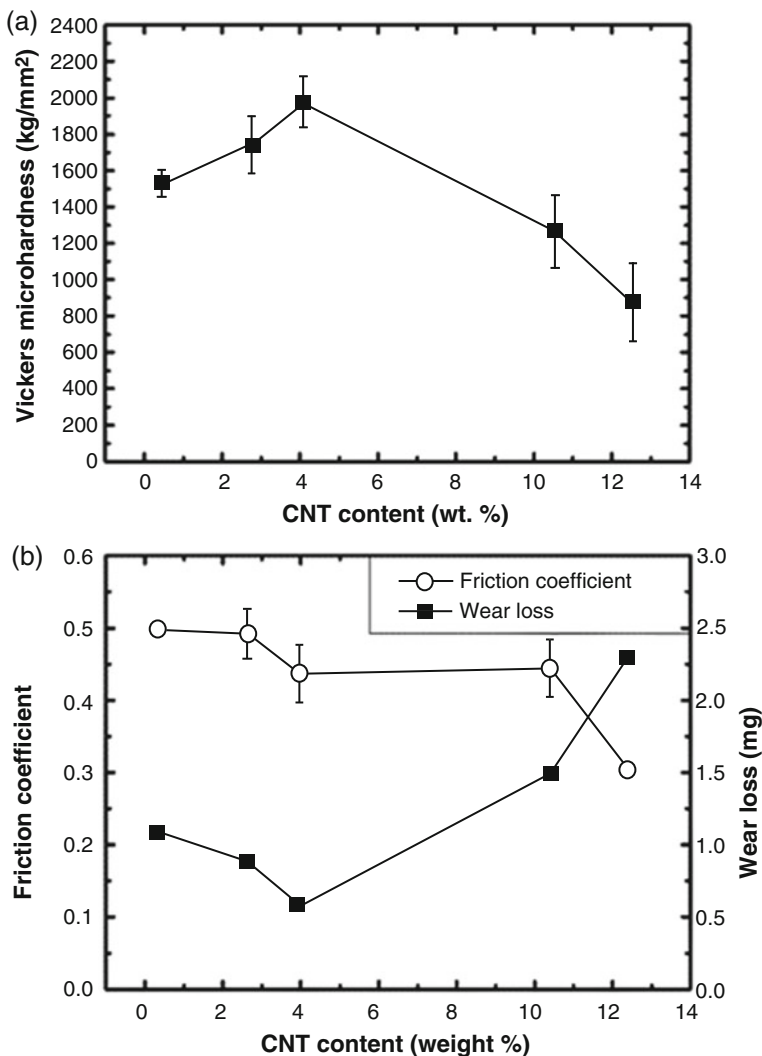 (a)
Vickers microhardness (kg/mm²)
2400
2200
2000
1800
1600
1400
1200
1000
800
600
400
200
0
0 2 4 6 8 10 12 14
CNT content (wt. %)
(b)
Friction coefficient
0.6
0.5
0.4
0.3
0.2
0.1
0.0
Friction coefficient
Wear loss
3.0
2.5
2.0
1.5
1.0
0.5
0.0
Wear loss (mg)
0 2 4 6 8 10 12 14
CNT content (weight %)